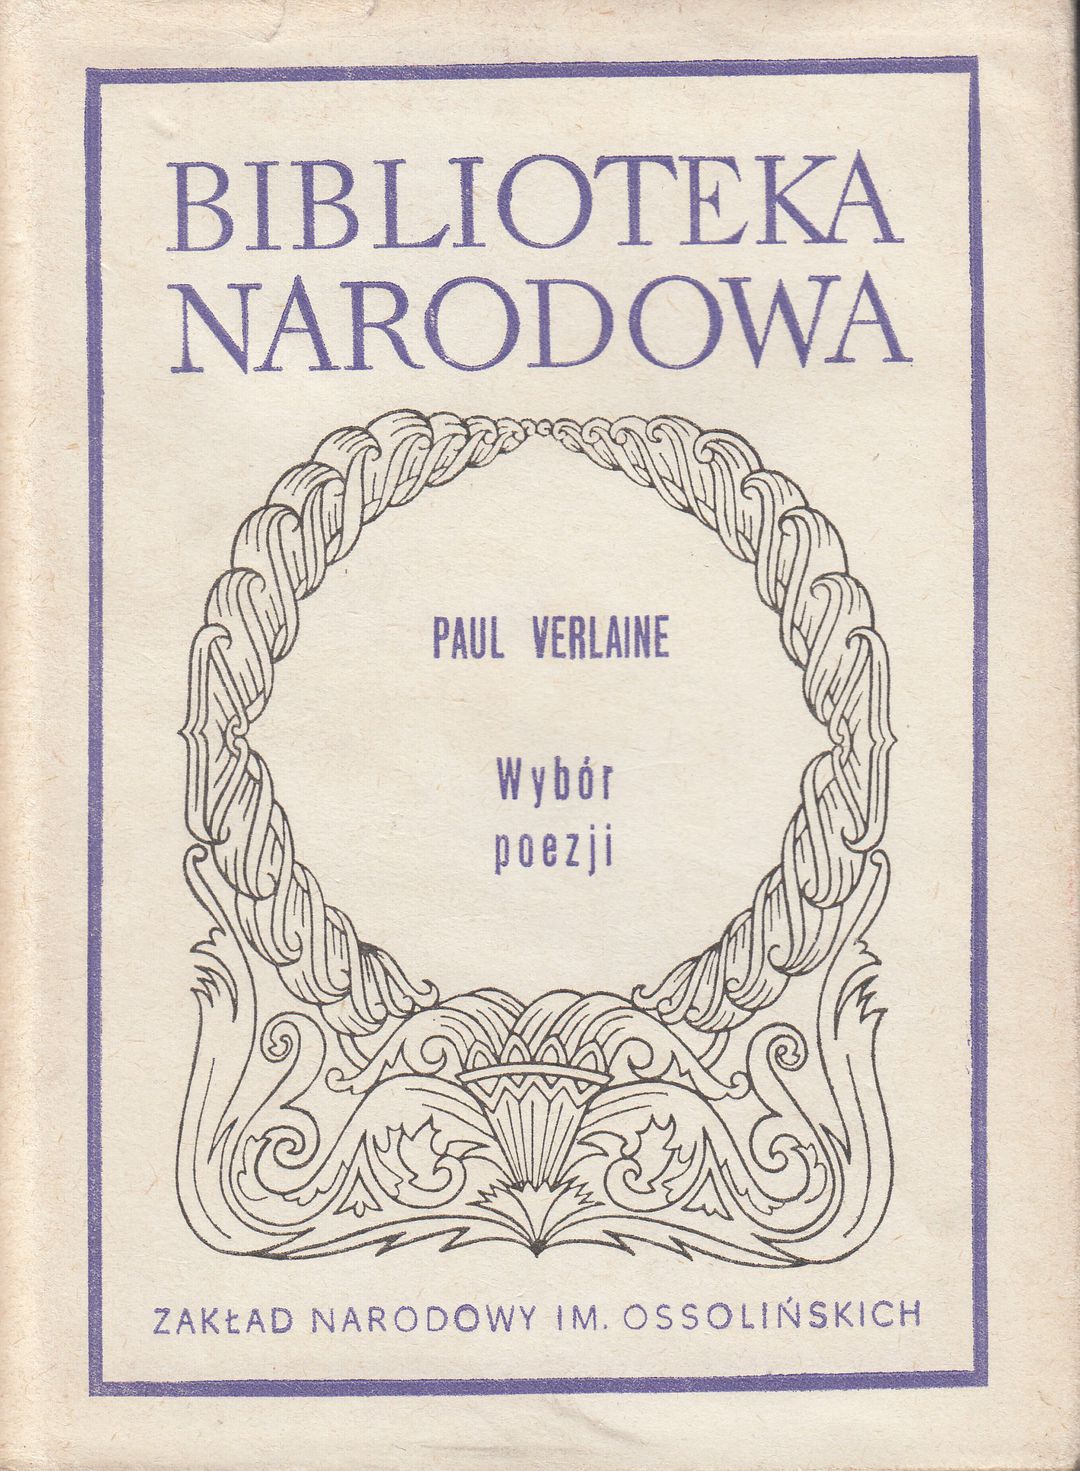 BIBLIOTEKA
NARODOWA
PAUL VERLAINE
Wybór
poezji
ZAKŁAD NARODOWY IM. OSSOLIŃSKICH